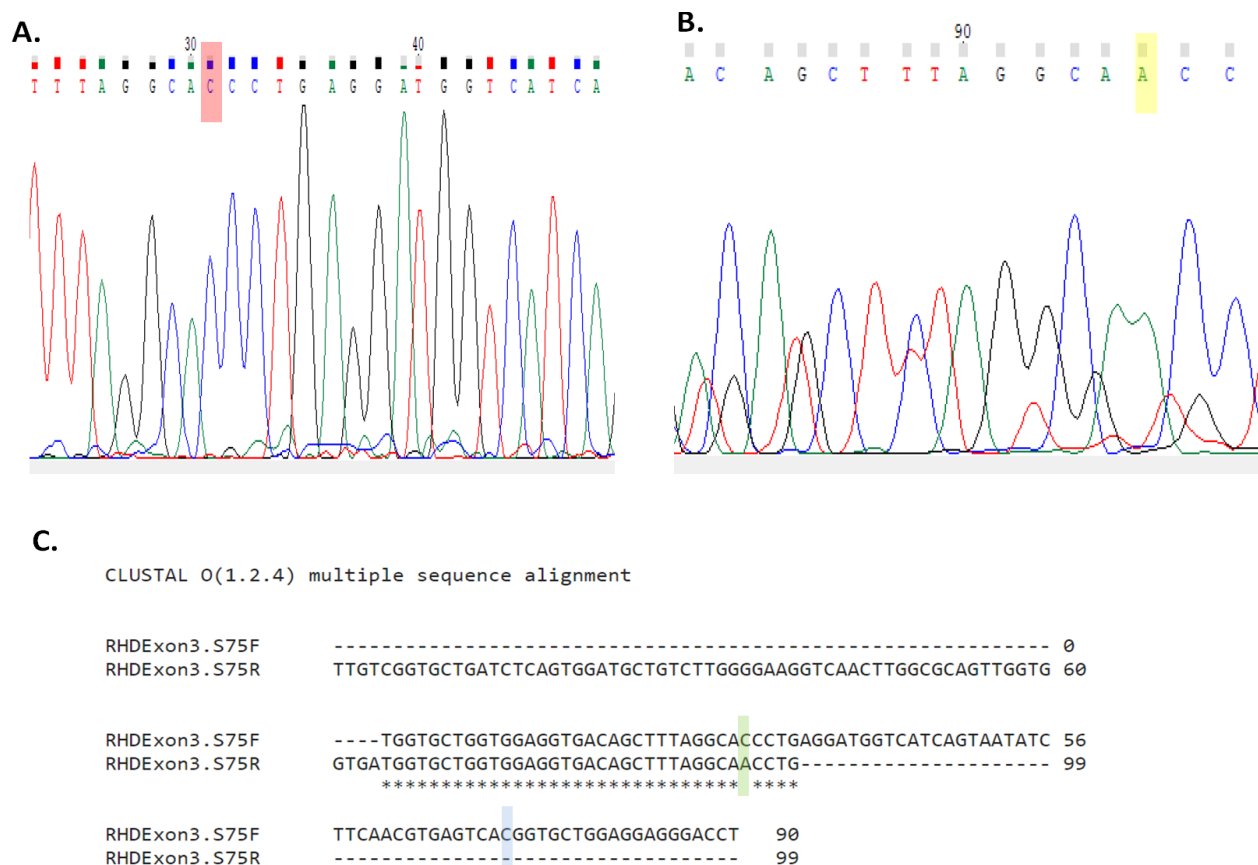 A.
30 40
T T T A G G C A C C C T G A G G A T G G T C A T C A
B.
90
A C A G C T T T A G G C A A C C
C.
CLUSTAL O(1.2.4) multiple sequence alignment
RHDExon3.S75F ------------------------------------------------------------ 0
RHDExon3.S75R TTGTCGGTGCTGATCTCAGTGGATGCTGTCTTGGGGAAGGTCAACTTGGCGCAGTTGGTG 60
RHDExon3.S75F ----TGGTGCTGGTGGAGGTGACAGCTTTAGGCACCCTGAGGATGGTCATCAGTAATATC 56
RHDExon3.S75R GTGATGGTGCTGGTGGAGGTGACAGCTTTAGGCAACCTG--------------------- 99
****************************** ****
RHDExon3.S75F TTCAACGTGAGTCACGGTGCTGGAGGAGGGACCT 90
RHDExon3.S75R ---------------------------------- 99